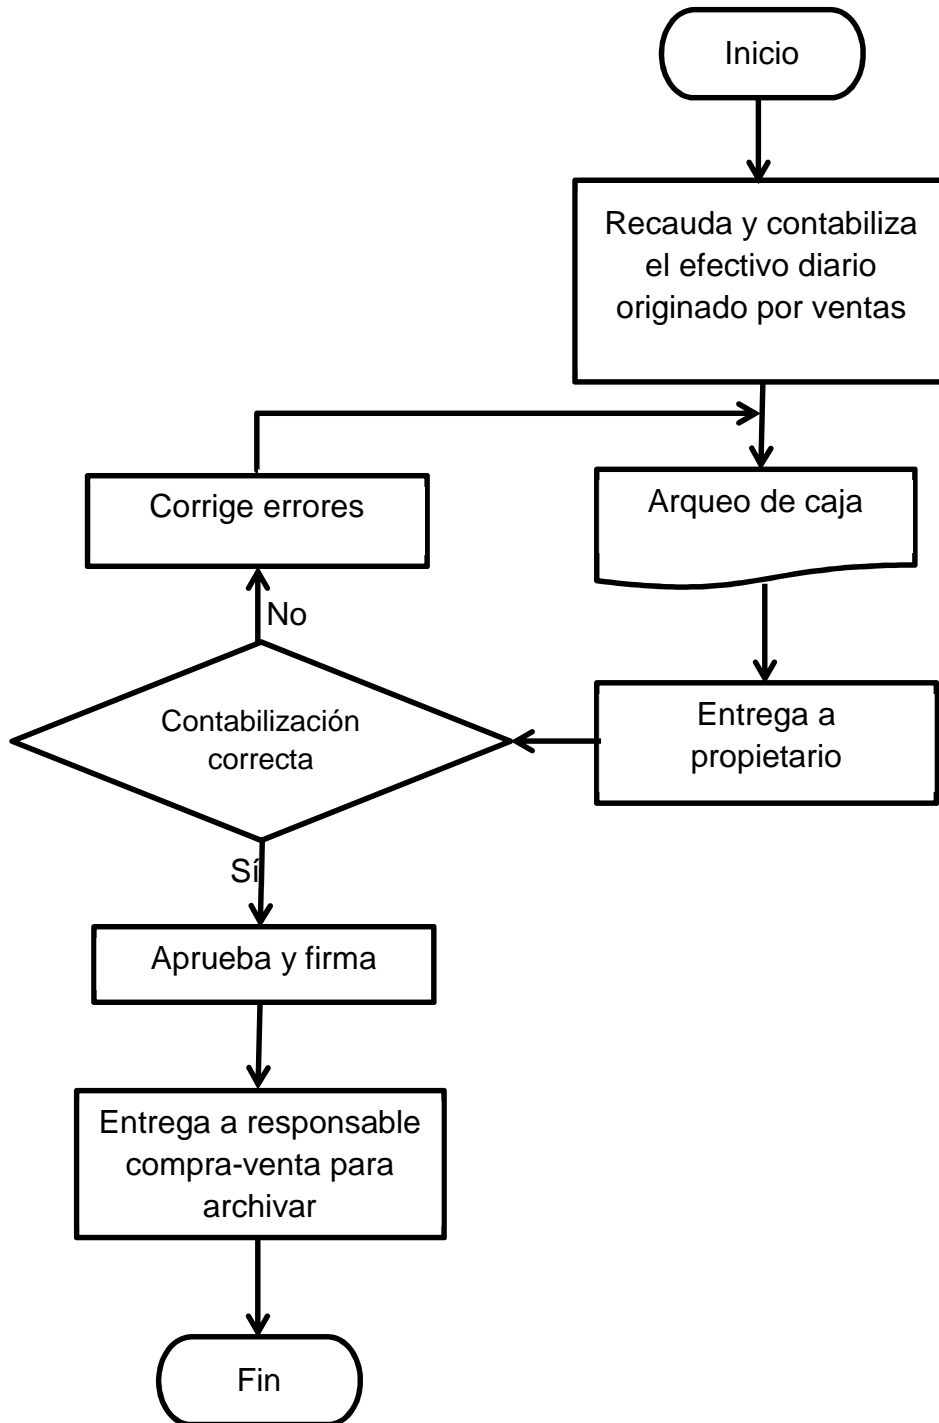 Inicio
Recauda y contabiliza
el efectivo diario
originado por ventas
Arqueo de caja
Entrega a
propietario
Contabilización
correcta
No
Corrige errores
Sí
Aprueba y firma
Entrega a responsable
compra-venta para
archivar
Fin